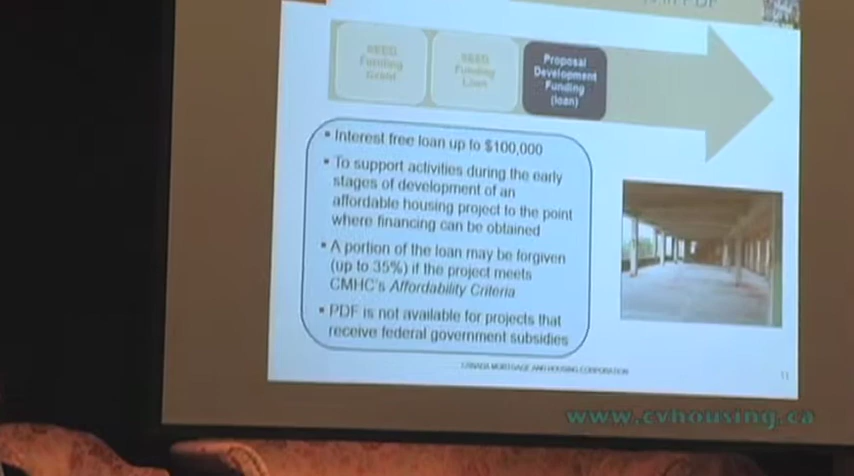 in PDF
SEED
Funding
Grant
SEED
Funding
Loan
Proposal
Development
Funding
(loan)
▪ Interest free loan up to $100,000
▪ To support activities during the early
stages of development of an
affordable housing project to the point
where financing can be obtained
▪ A portion of the loan may be forgiven
(up to 35%) if the project meets
CMHC's Affordability Criteria
▪ PDF is not available for projects that
receive federal government subsidies
CANADA MORTGAGE AND HOUSING CORPORATION
11
www.cvhousing.ca